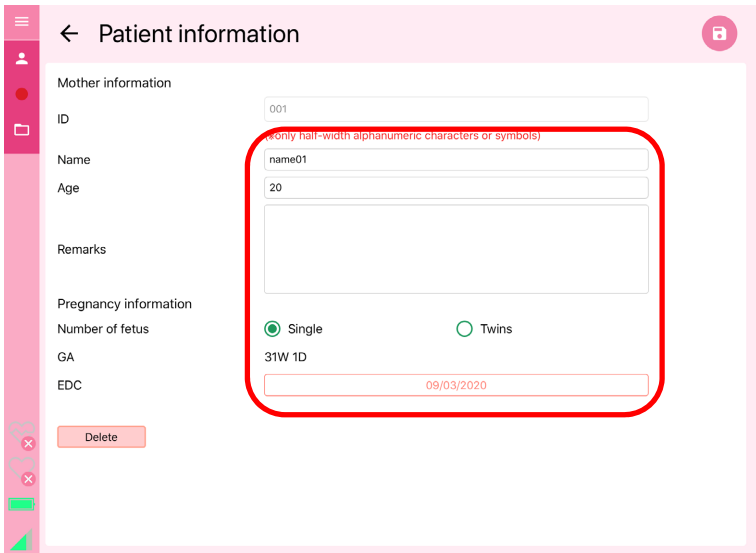 Patient information
Mother information
ID
001
(※only half-width alphanumeric characters or symbols)
Name
name01
Age
20
Remarks
Pregnancy information
Number of fetus
Single
Twins
GA
31W 1D
EDC
09/03/2020
Delete